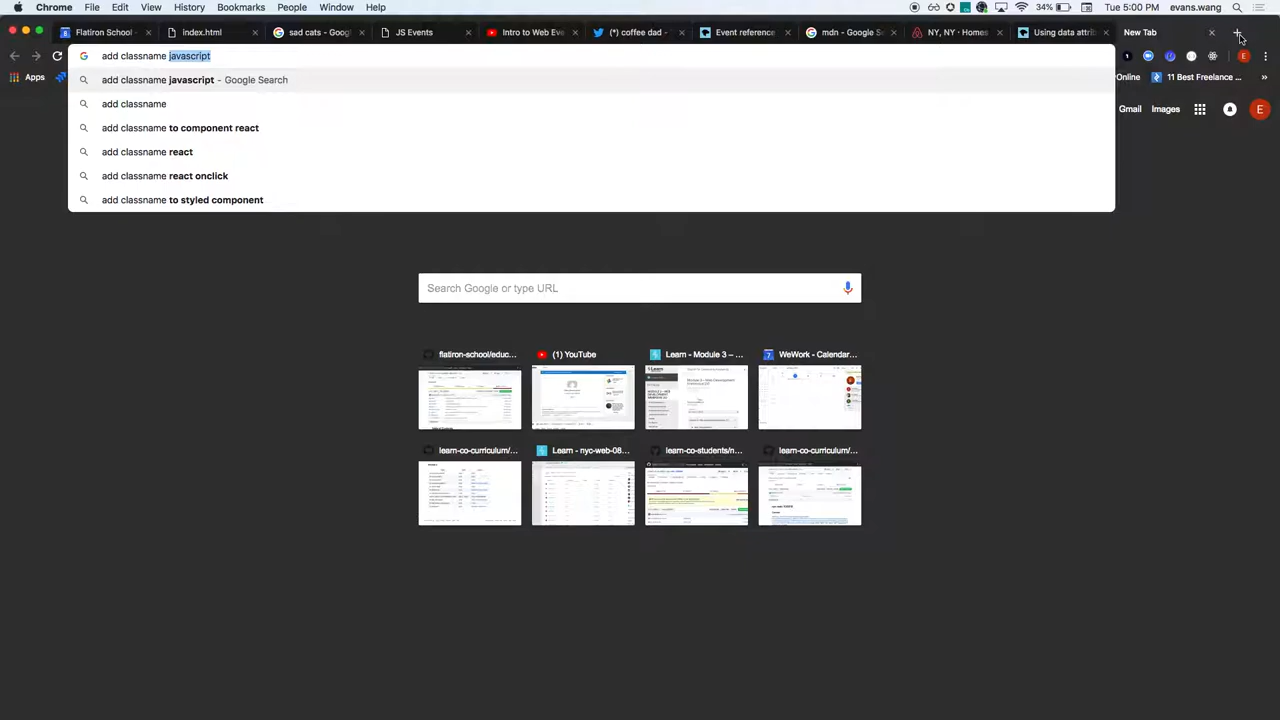 Chrome File Edit View History Bookmarks People Window Help 34% Tue 5:00 PM evans.wang
Flatiron School - index.html sad cats - Googl JS Events Intro to Web Eve (*) coffee dad - Event reference mdn - Google Se NY, NY · Homes Using data attrib New Tab
add classname javascript
Apps Online 11 Best Freelance ...
add classname javascript - Google Search
add classname
add classname to component react
add classname react
add classname react onclick
add classname to styled component
Gmail Images E
Search Google or type URL
flatiron-school/educ... (1) YouTube Learn - Module 3 – ... WeWork - Calendar...
learn-co-curriculum/... Learn - nyc-web-08... learn-co-students/n... learn-co-curriculum/...